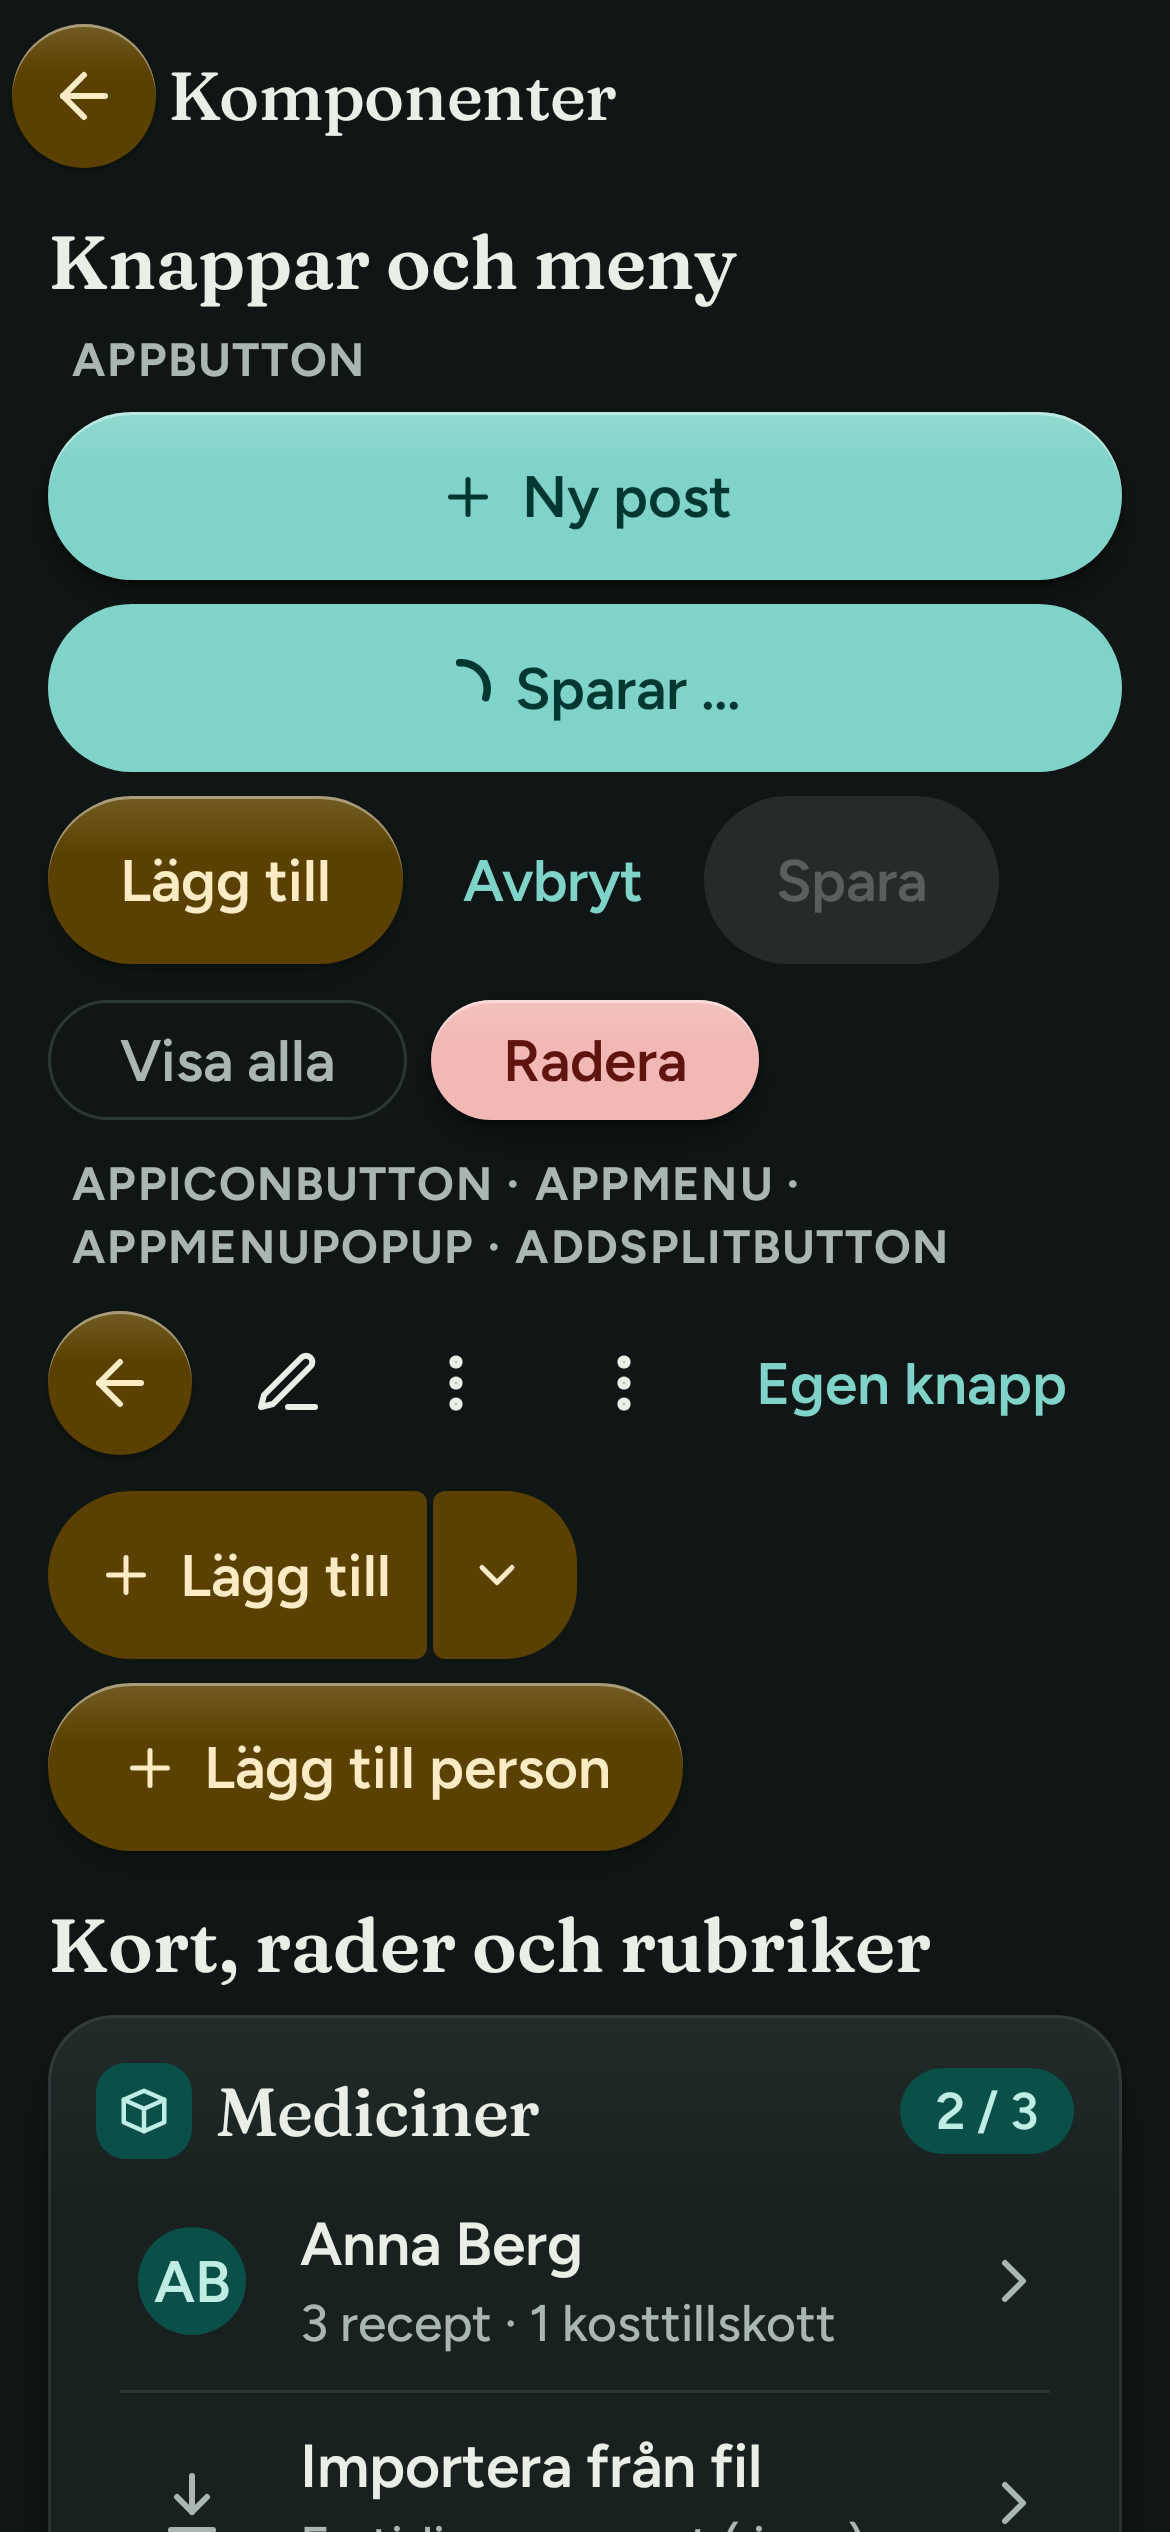 Komponenter
Knappar och meny
APPBUTTON
Ny post
Sparar ...
Lägg till
Avbryt
Spara
Visa alla
Radera
APPICONBUTTON · APPMENU ·
APPMENUPOPUP · ADDSPLITBUTTON
Egen knapp
Lägg till
Lägg till person
Kort, rader och rubriker
Mediciner
2 / 3
AB
Anna Berg
3 recept · 1 kosttillskott
Importera från fil